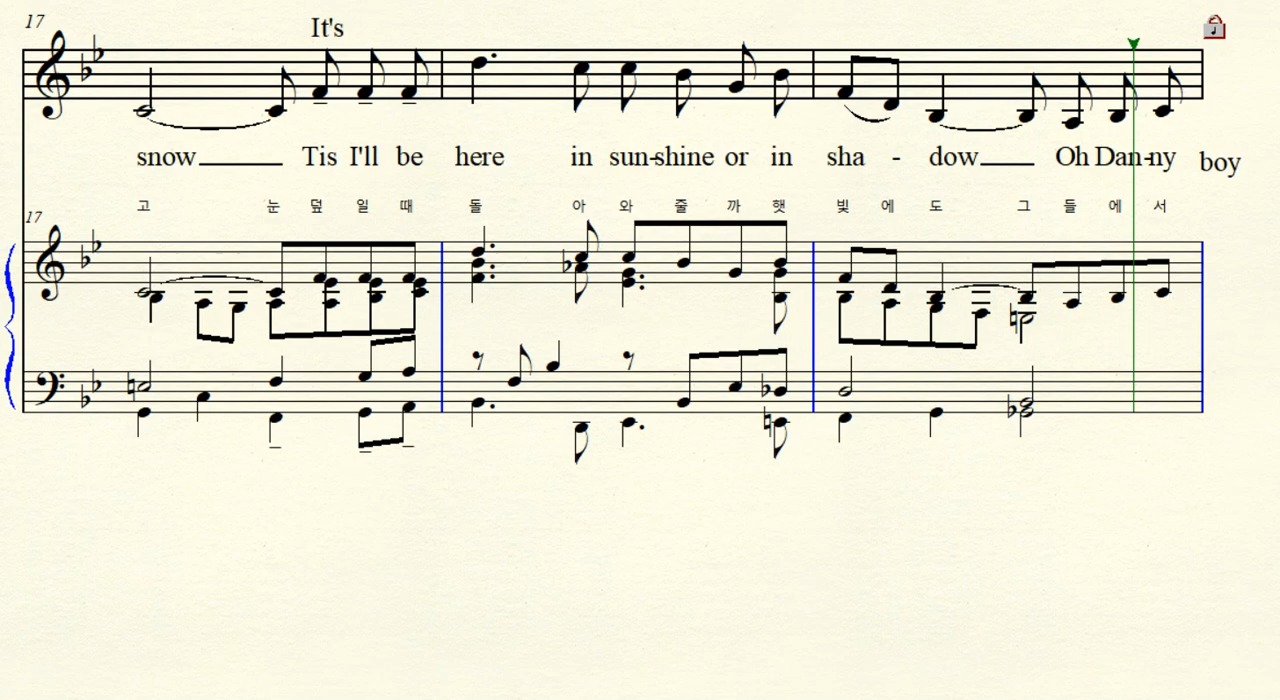 17
It's
snow Tis I'll be here in sun-shine or in sha - dow Oh Dan-ny boy
고 눈 덮 일 때 돌 아 와 줄 까 햇 빛 에 도 그 들 에 서
17